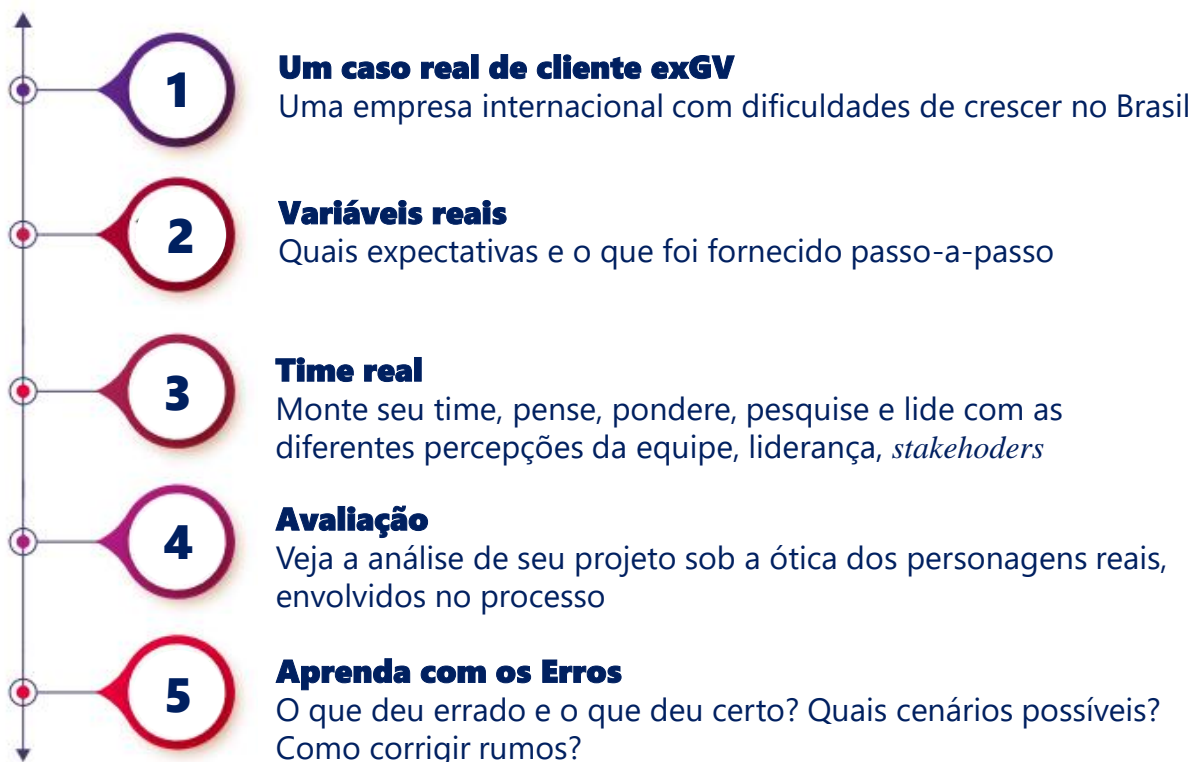 1
Um caso real de cliente exGV
Uma empresa internacional com dificuldades de crescer no Brasil
2
Variáveis reais
Quais expectativas e o que foi fornecido passo-a-passo
3
Time real
Monte seu time, pense, pondere, pesquise e lide com as
diferentes percepções da equipe, liderança, stakehoders
4
Avaliação
Veja a análise de seu projeto sob a ótica dos personagens reais,
envolvidos no processo
5
Aprenda com os Erros
O que deu errado e o que deu certo? Quais cenários possíveis?
Como corrigir rumos?